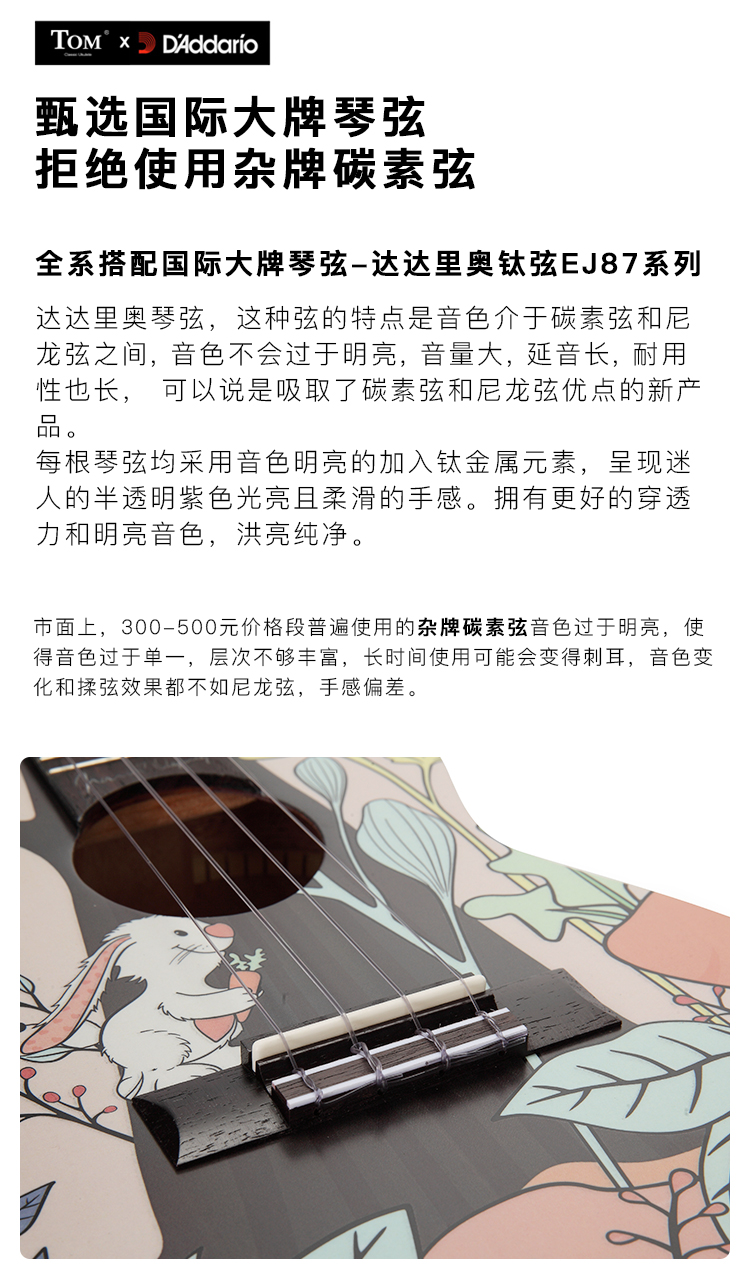 TOM® x D'Addario
Classic Ukulele
甄选国际大牌琴弦
拒绝使用杂牌碳素弦
全系搭配国际大牌琴弦-达达里奥钛弦EJ87系列
达达里奥琴弦，这种弦的特点是音色介于碳素弦和尼
龙弦之间, 音色不会过于明亮, 音量大, 延音长, 耐用
性也长， 可以说是吸取了碳素弦和尼龙弦优点的新产
品。
每根琴弦均采用音色明亮的加入钛金属元素，呈现迷
人的半透明紫色光亮且柔滑的手感。拥有更好的穿透
力和明亮音色，洪亮纯净。
市面上，300-500元价格段普遍使用的杂牌碳素弦音色过于明亮，使
得音色过于单一，层次不够丰富，长时间使用可能会变得刺耳，音色变
化和揉弦效果都不如尼龙弦，手感偏差。